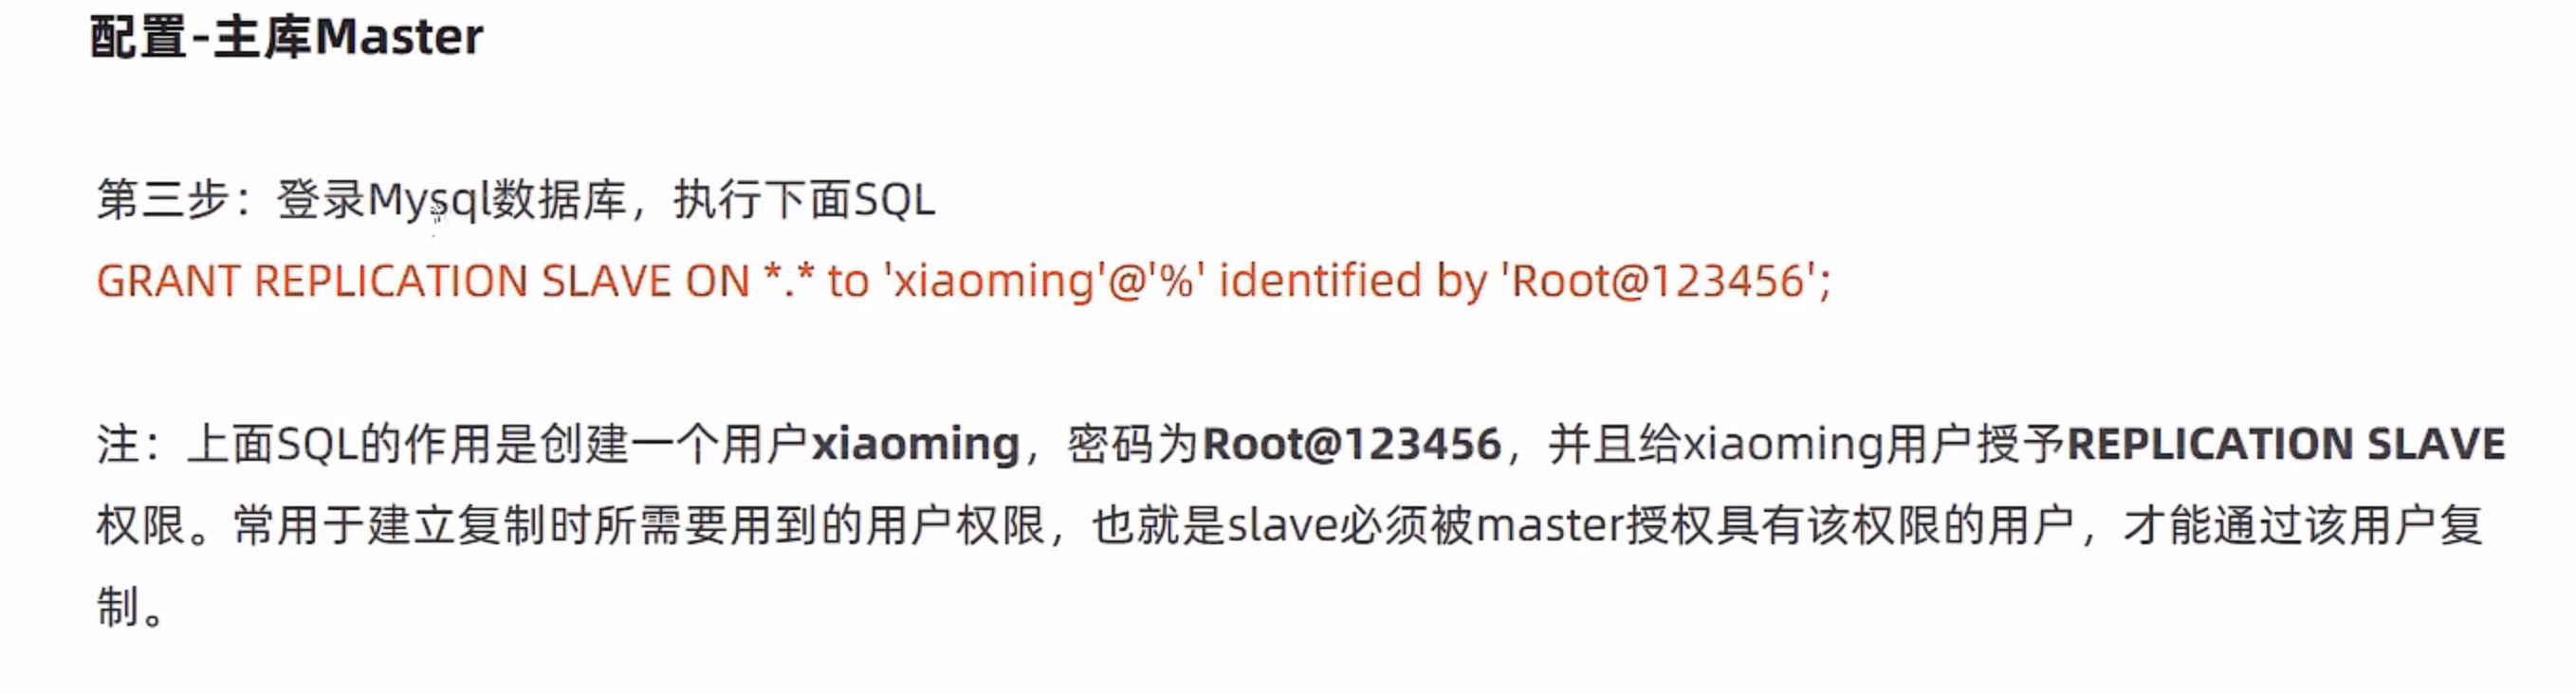 配置-主库Master
第三步：登录Mysql数据库，执行下面SQL
GRANT REPLICATION SLAVE ON *.* to 'xiaoming'@'%' identified by 'Root@123456';
注：上面SQL的作用是创建一个用户xiaoming，密码为Root@123456，并且给xiaoming用户授予REPLICATION SLAVE
权限。常用于建立复制时所需要用到的用户权限，也就是slave必须被master授权具有该权限的用户，才能通过该用户复
制。